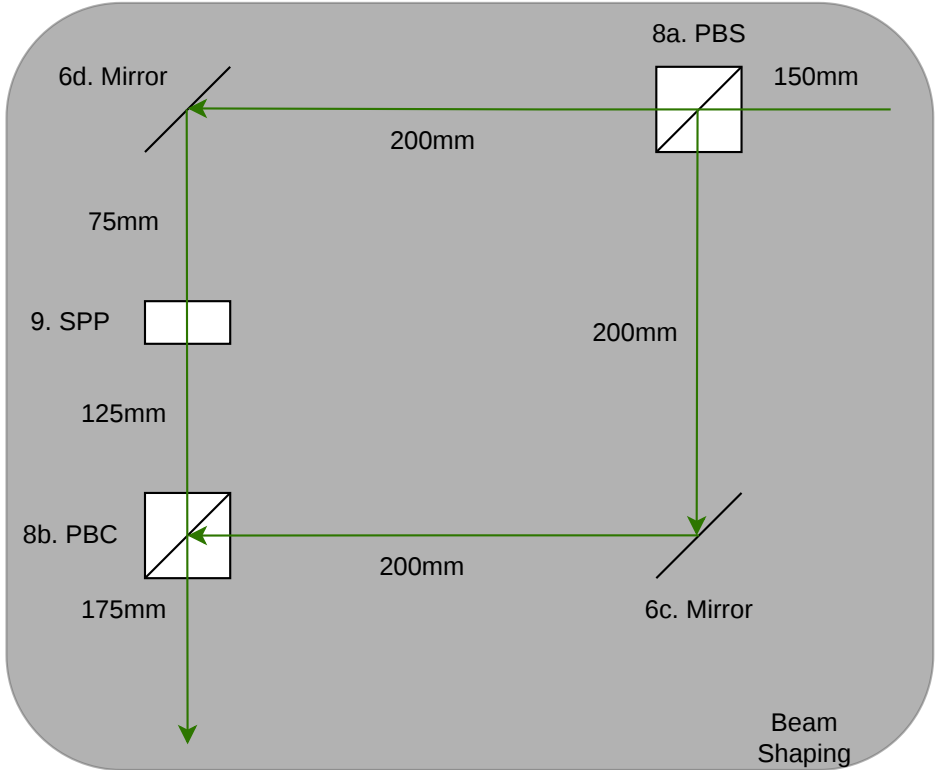 8a. PBS
6d. Mirror
150mm
200mm
75mm
9. SPP
200mm
125mm
8b. PBC
200mm
175mm
6c. Mirror
Beam
Shaping